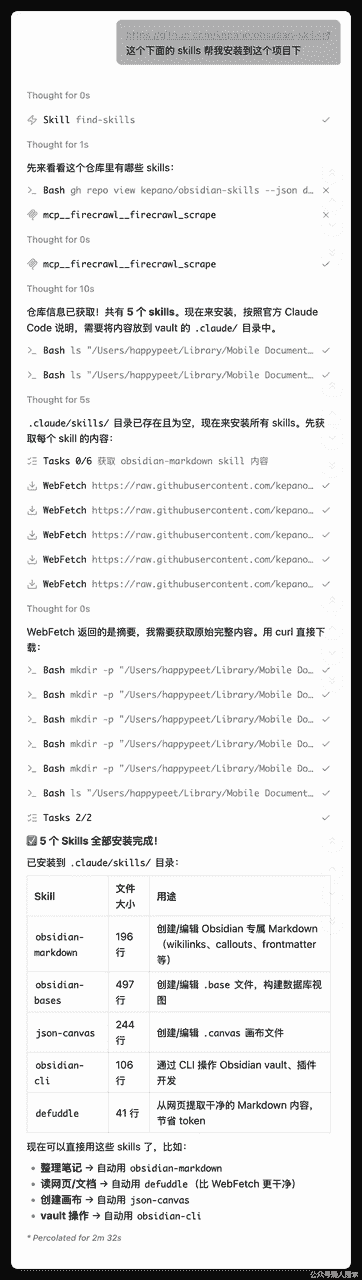 https://github.com/kepano/obsidian-skills
这个下面的 skills 帮我安装到这个项目下
Thought for 0s
Skill find-skills
Thought for 1s
先来看看这个仓库里有哪些 skills:
>_ Bash gh repo view kepano/obsidian-skills --json d…
mcp__firecrawl__firecrawl_scrape
Thought for 0s
mcp__firecrawl__firecrawl_scrape
Thought for 10s
仓库信息已获取！共有 5 个 skills。现在来安装，按照官方 Claude
Code 说明，需要将内容放到 vault 的 .claude/ 目录中。
>_ Bash ls "/Users/happypeet/Library/Mobile Document…
>_ Bash ls "/Users/happypeet/Library/Mobile Document…
Thought for 5s
.claude/skills/ 目录已存在且为空，现在来安装所有 skills。先获
取每个 skill 的内容：
Tasks 0/6 获取 obsidian-markdown skill 内容
WebFetch https://raw.githubusercontent.com/kepano…
WebFetch https://raw.githubusercontent.com/kepano…
WebFetch https://raw.githubusercontent.com/kepano…
WebFetch https://raw.githubusercontent.com/kepano…
WebFetch https://raw.githubusercontent.com/kepano…
Thought for 0s
WebFetch 返回的是摘要，我需要获取原始完整内容。用 curl 直接下
载：
>_ Bash mkdir -p "/Users/happypeet/Library/Mobile Do…
>_ Bash mkdir -p "/Users/happypeet/Library/Mobile Do…
>_ Bash mkdir -p "/Users/happypeet/Library/Mobile Do…
>_ Bash mkdir -p "/Users/happypeet/Library/Mobile Do…
>_ Bash mkdir -p "/Users/happypeet/Library/Mobile Do…
>_ Bash ls "/Users/happypeet/Library/Mobile Document…
Tasks 2/2
☑ 5 个 Skills 全部安装完成！
已安装到 .claude/skills/ 目录：
Skill 文件大小 用途
obsidian-markdown 196 行 创建/编辑 Obsidian 专属 Markdown（wikilinks、callouts、frontmatter 等）
obsidian-bases 497 行 创建/编辑 .base 文件，构建数据库视图
json-canvas 244 行 创建/编辑 .canvas 画布文件
obsidian-cli 106 行 通过 CLI 操作 Obsidian vault、插件开发
defuddle 41 行 从网页提取干净的 Markdown 内容，节省 token
现在可以直接用这些 skills 了，比如：
• 整理笔记 → 自动用 obsidian-markdown
• 读网页/文档 → 自动用 defuddle（比 WebFetch 更干净）
• 创建画布 → 自动用 json-canvas
• vault 操作 → 自动用 obsidian-cli
* Percolated for 2m 32s